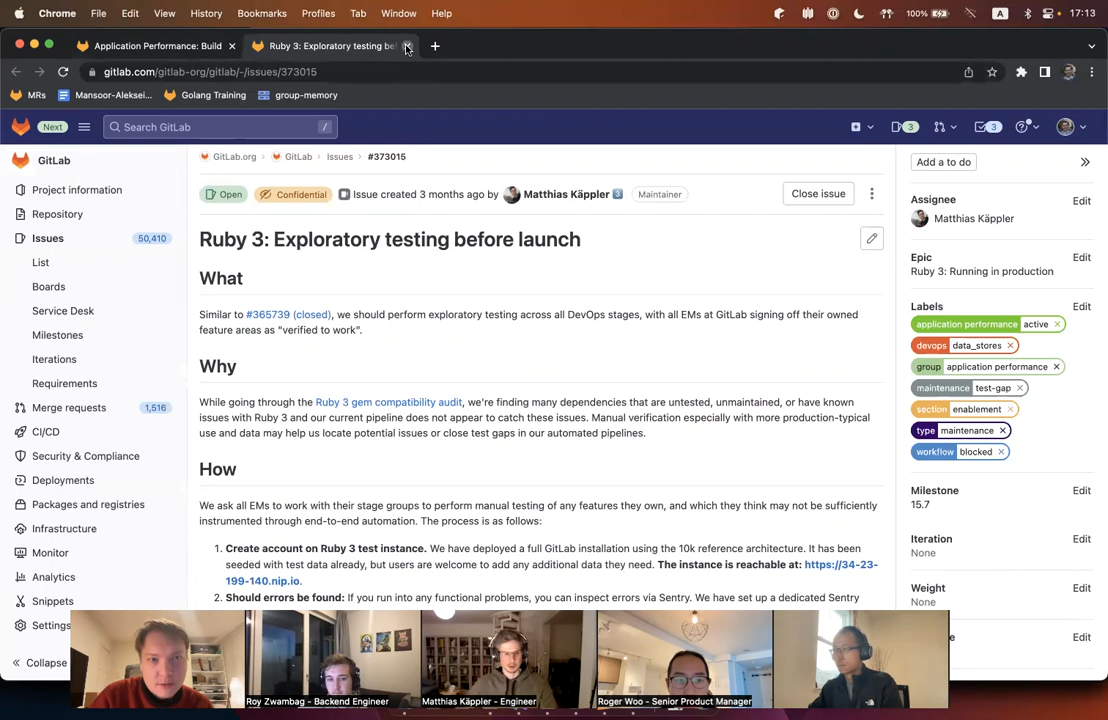 Chrome File Edit View History Bookmarks Profiles Tab Window Help 100% A 17:13
Application Performance: Build Ruby 3: Exploratory testing be
gitlab.com/gitlab-org/gitlab/-/issues/373015
MRs Mansoor-Aleksei... Golang Training group-memory
Next Search GitLab / 3 3
GitLab GitLab.org > GitLab > Issues > #373015 Add a to do
Project information
Repository
Issues 50,410
List
Boards
Service Desk
Milestones
Iterations
Requirements
Merge requests 1,516
CI/CD
Security & Compliance
Deployments
Packages and registries
Infrastructure
Monitor
Analytics
Snippets
Settings
Collapse
Open Confidential Issue created 3 months ago by Matthias Käppler 3 Maintainer Close issue
Ruby 3: Exploratory testing before launch
What
Similar to #365739 (closed), we should perform exploratory testing across all DevOps stages, with all EMs at GitLab signing off their owned
feature areas as "verified to work".
Why
While going through the Ruby 3 gem compatibility audit, we're finding many dependencies that are untested, unmaintained, or have known
issues with Ruby 3 and our current pipeline does not appear to catch these issues. Manual verification especially with more production-typical
use and data may help us locate potential issues or close test gaps in our automated pipelines.
How
We ask all EMs to work with their stage groups to perform manual testing of any features they own, and which they think may not be sufficiently
instrumented through end-to-end automation. The process is as follows:
1. Create account on Ruby 3 test instance. We have deployed a full GitLab installation using the 10k reference architecture. It has been
seeded with test data already, but users are welcome to add any additional data they need. The instance is reachable at: https://34-23-
199-140.nip.io.
2. Should errors be found: If you run into any functional problems, you can inspect errors via Sentry. We have set up a dedicated Sentry
Assignee Edit
Matthias Käppler
Epic Edit
Ruby 3: Running in production
Labels Edit
application performance active
devops data_stores
group application performance
maintenance test-gap
section enablement
type maintenance
workflow blocked
Milestone Edit
15.7
Iteration Edit
None
Weight Edit
None
Edit
Roy Zwambag - Backend Engineer
Matthias Käppler - Engineer
Roger Woo - Senior Product Manager